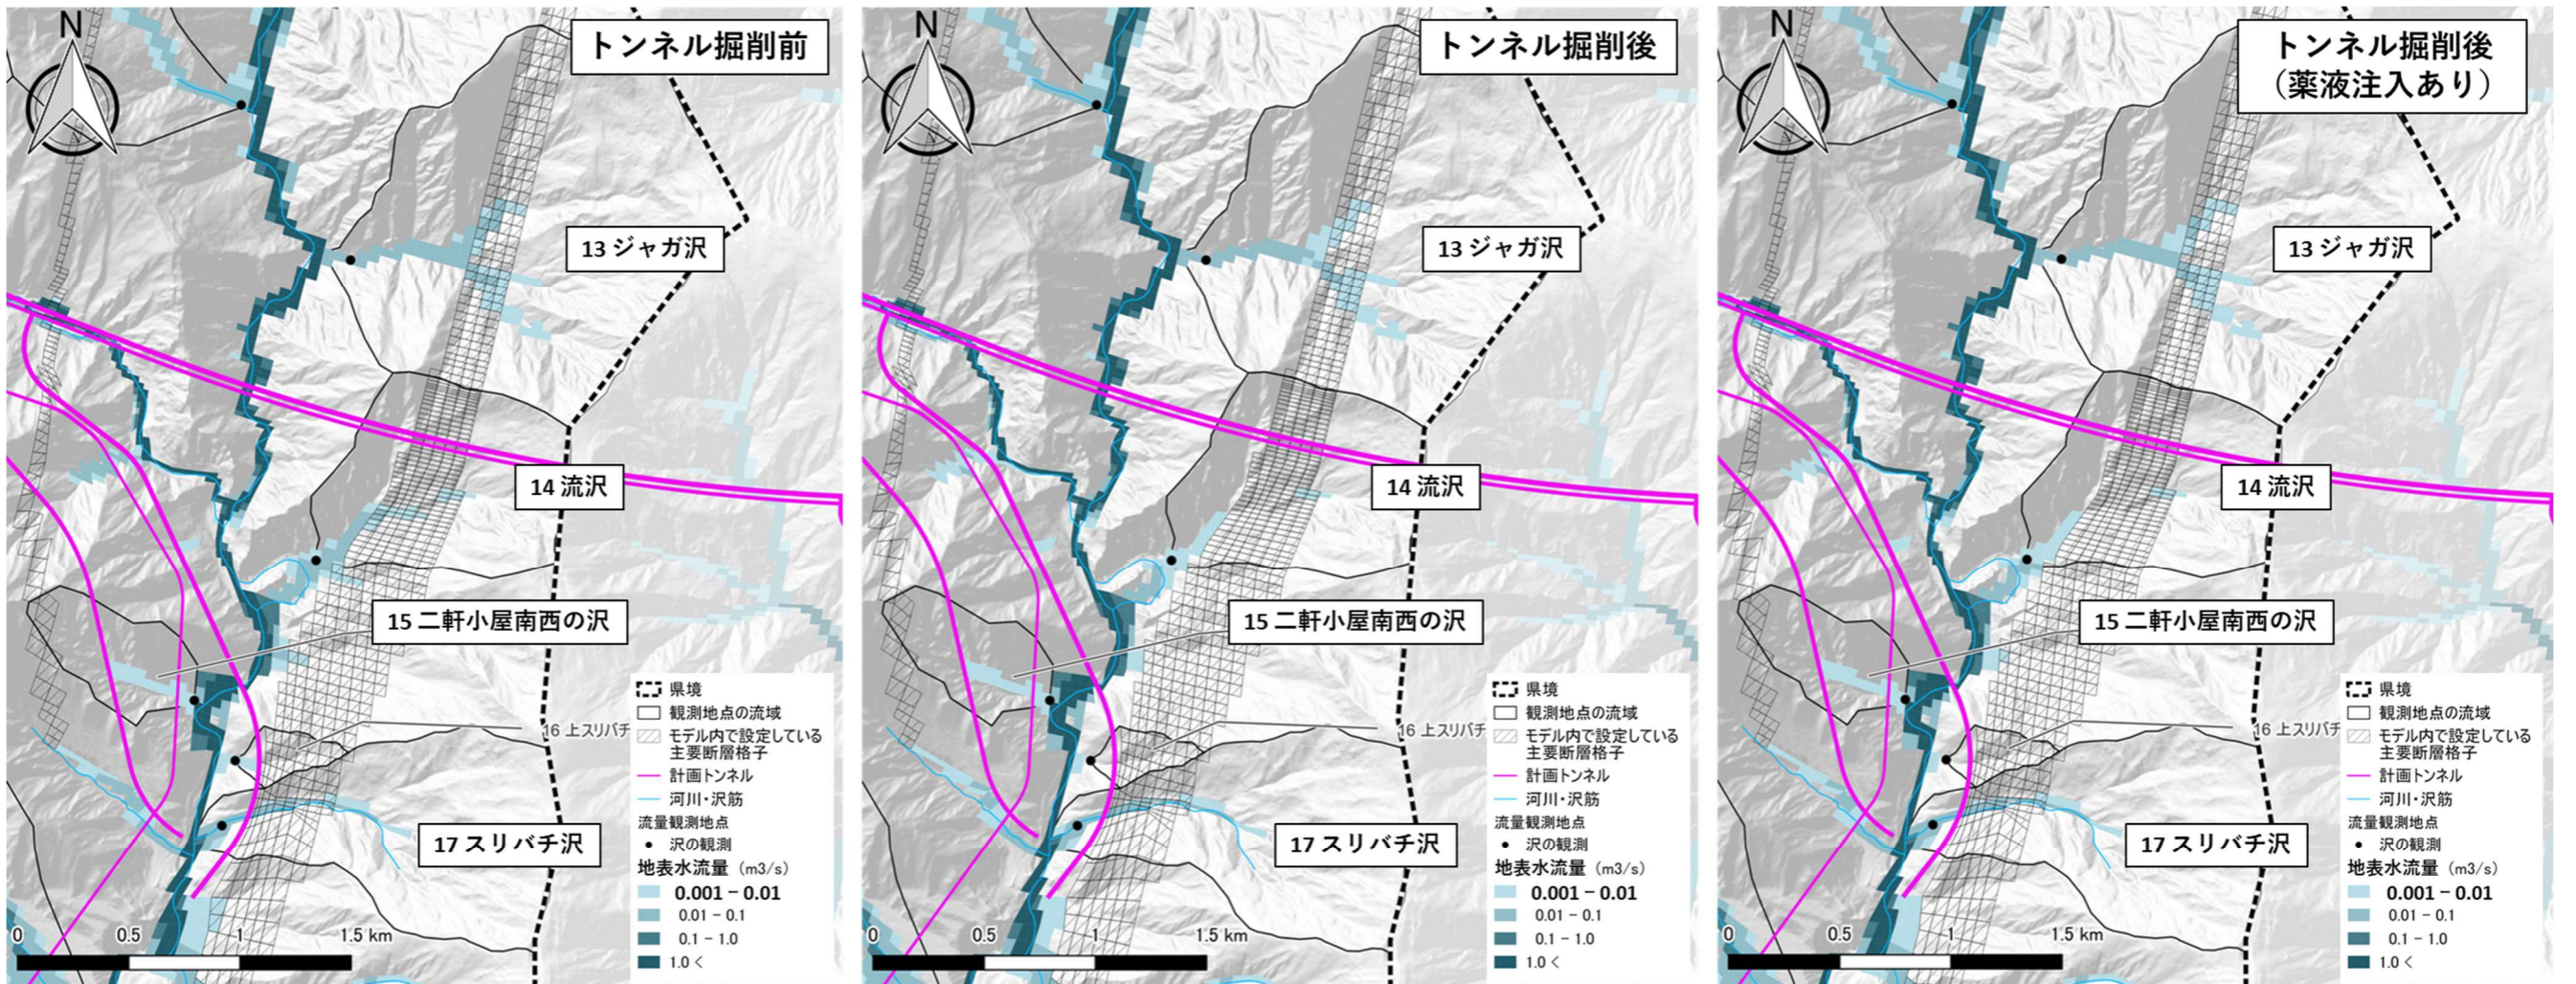 N
トンネル掘削前
13 ジャガ沢
14 流沢
15 二軒小屋南西の沢
16 上スリバチ
17 スリバチ沢
県境
観測地点の流域
モデル内で設定している
主要断層格子
計画トンネル
河川・沢筋
流量観測地点
沢の観測
地表水流量 (m3/s)
0.001 – 0.01
0.01 – 0.1
0.1 – 1.0
1.0 <
0 0.5 1 1.5 km
N
トンネル掘削後
13 ジャガ沢
14 流沢
15 二軒小屋南西の沢
16 上スリバチ
17 スリバチ沢
県境
観測地点の流域
モデル内で設定している
主要断層格子
計画トンネル
河川・沢筋
流量観測地点
沢の観測
地表水流量 (m3/s)
0.001 – 0.01
0.01 – 0.1
0.1 – 1.0
1.0 <
0 0.5 1 1.5 km
N
トンネル掘削後
（薬液注入あり）
13 ジャガ沢
14 流沢
15 二軒小屋南西の沢
16 上スリバチ
17 スリバチ沢
県境
観測地点の流域
モデル内で設定している
主要断層格子
計画トンネル
河川・沢筋
流量観測地点
沢の観測
地表水流量 (m3/s)
0.001 – 0.01
0.01 – 0.1
0.1 – 1.0
1.0 <
0 0.5 1 1.5 km